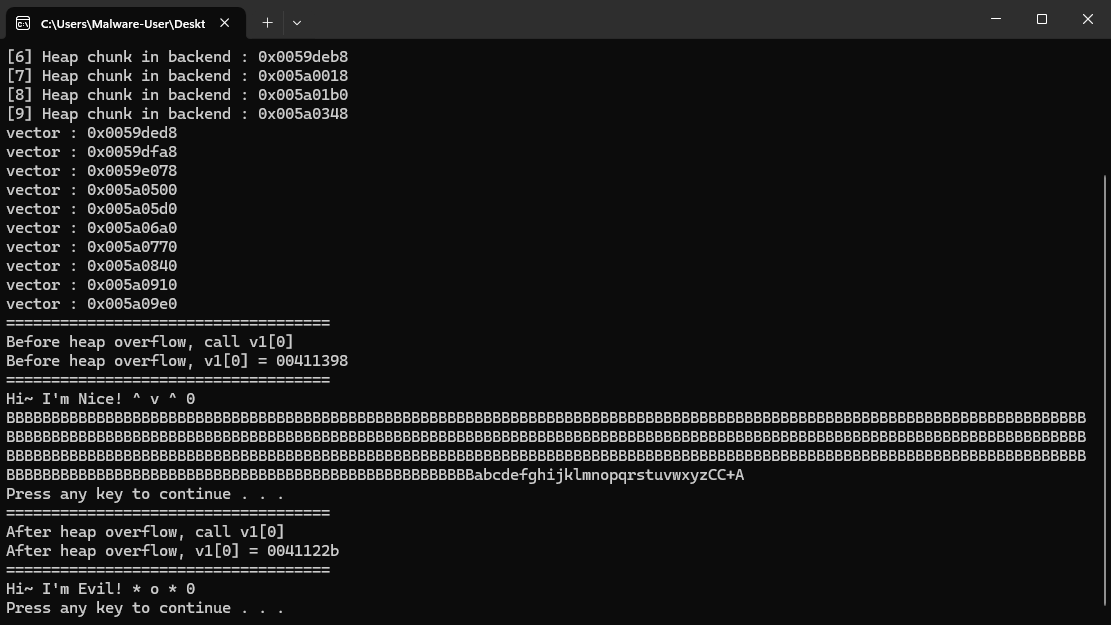 C:\Users\Malware-User\Deskt
[6] Heap chunk in backend : 0x0059deb8
[7] Heap chunk in backend : 0x005a0018
[8] Heap chunk in backend : 0x005a01b0
[9] Heap chunk in backend : 0x005a0348
vector : 0x0059ded8
vector : 0x0059dfa8
vector : 0x0059e078
vector : 0x005a0500
vector : 0x005a05d0
vector : 0x005a06a0
vector : 0x005a0770
vector : 0x005a0840
vector : 0x005a0910
vector : 0x005a09e0
====================================
Before heap overflow, call v1[0]
Before heap overflow, v1[0] = 00411398
====================================
Hi~ I'm Nice! ^ v ^ 0
BBBBBBBBBBBBBBBBBBBBBBBBBBBBBBBBBBBBBBBBBBBBBBBBBBBBBBBBBBBBBBBBBBBBBBBBBBBBBBBBBBBBBBBBBBBBBBBBBBBBBBBBBBBBBBBBBBBBBBBB
BBBBBBBBBBBBBBBBBBBBBBBBBBBBBBBBBBBBBBBBBBBBBBBBBBBBBBBBBBBBBBBBBBBBBBBBBBBBBBBBBBBBBBBBBBBBBBBBBBBBBBBBBBBBBBBBBBBBBBBB
BBBBBBBBBBBBBBBBBBBBBBBBBBBBBBBBBBBBBBBBBBBBBBBBBBBBBBBBBBBBBBBBBBBBBBBBBBBBBBBBBBBBBBBBBBBBBBBBBBBBBBBBBBBBBBBBBBBBBBBB
BBBBBBBBBBBBBBBBBBBBBBBBBBBBBBBBBBBBBBBBBBBBBBBBBBBBabcdefghijklmnopqrstuvwxyzCC+A
Press any key to continue . . .
====================================
After heap overflow, call v1[0]
After heap overflow, v1[0] = 0041122b
====================================
Hi~ I'm Evil! * o * 0
Press any key to continue . . .